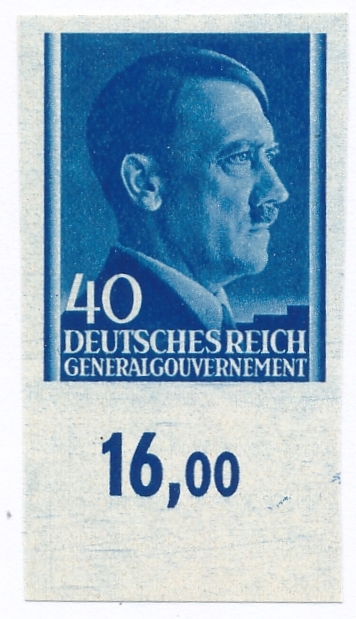 40
DEUTSCHES REICH
GENERALGOUVERNEMENT
16,00